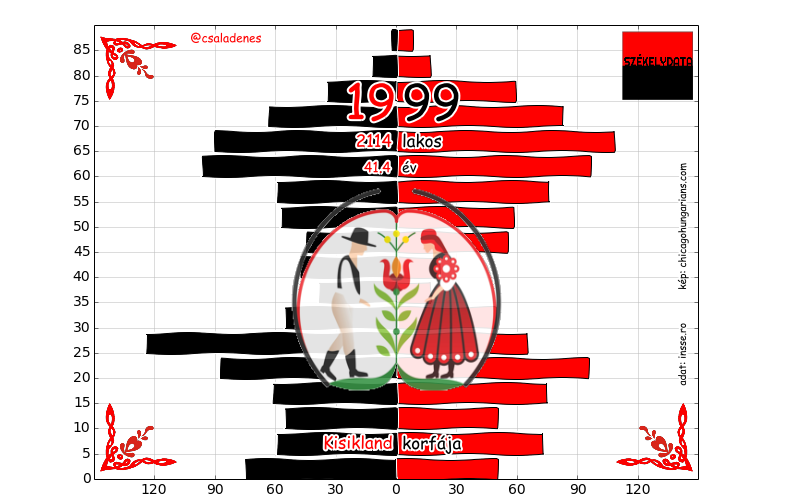 @csaladenes
SZÉKELYDATA
1999
2114 lakos
41,4 év
kép: chicagohungarians.com
adat: insse.ro
Kisikland korfája
85
80
75
70
65
60
55
50
45
40
35
30
25
20
15
10
5
0
120 90 60 30 0 30 60 90 120